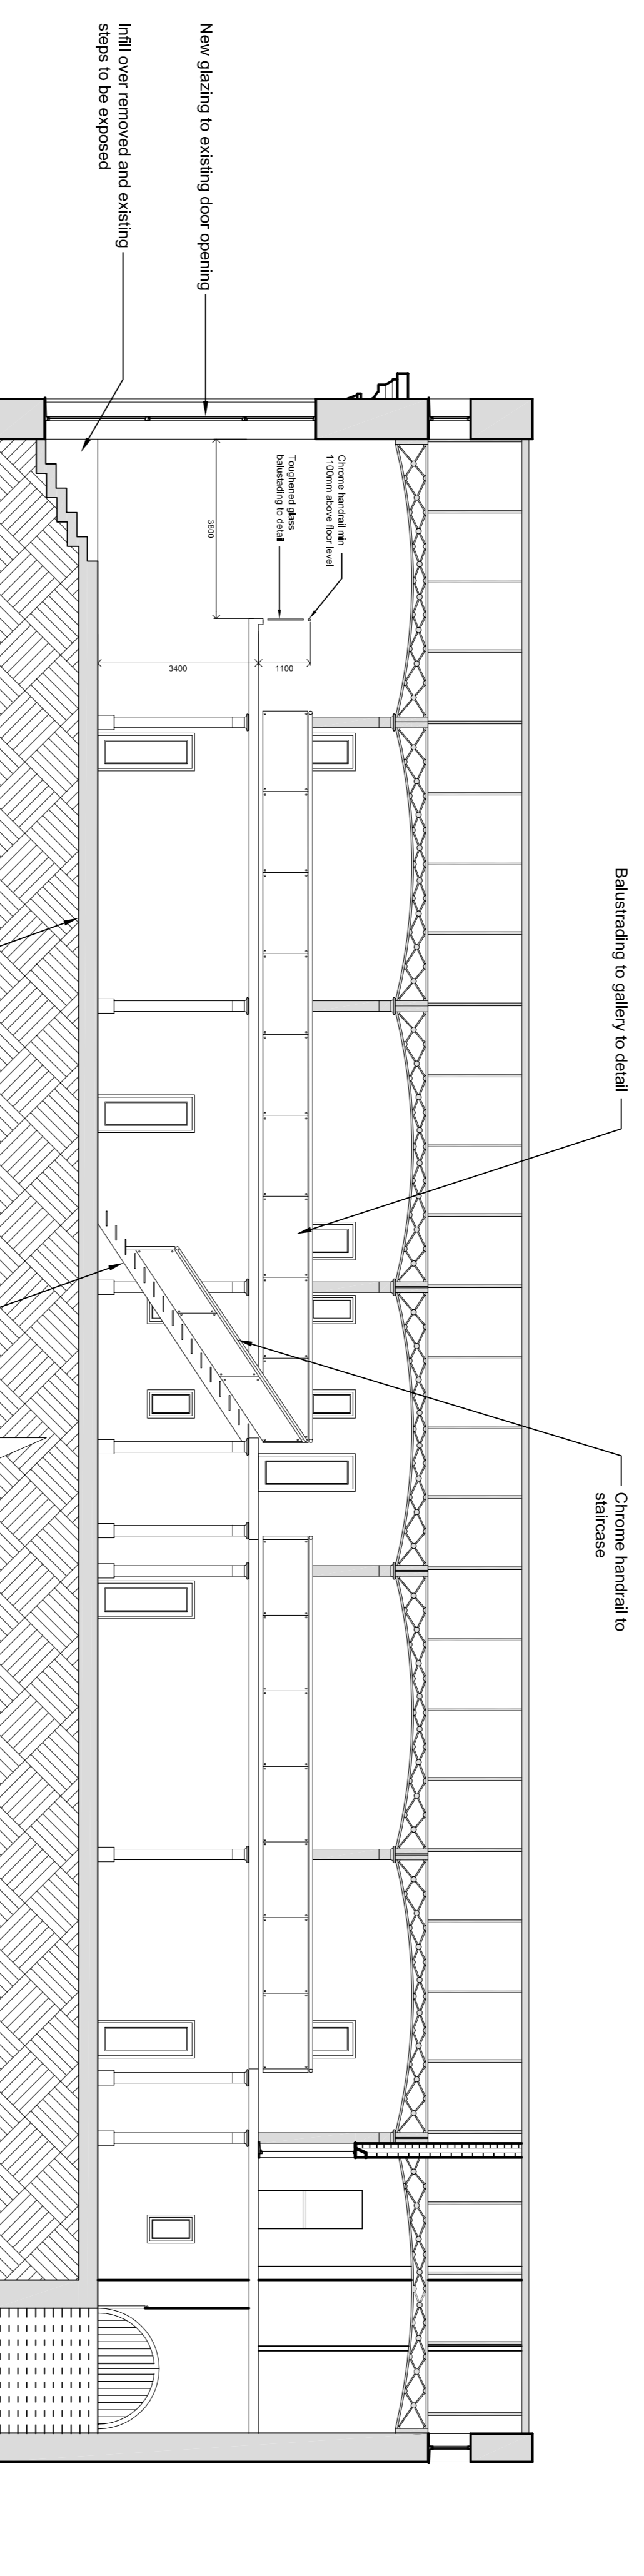 Balustrading to gallery to detail
Chrome handrail to
staircase
Chrome handrail min
1100mm above floor level
Toughened glass
balustading to detail
3800
3400
1100
New glazing to existing door opening
Infill over removed and existing
steps to be exposed